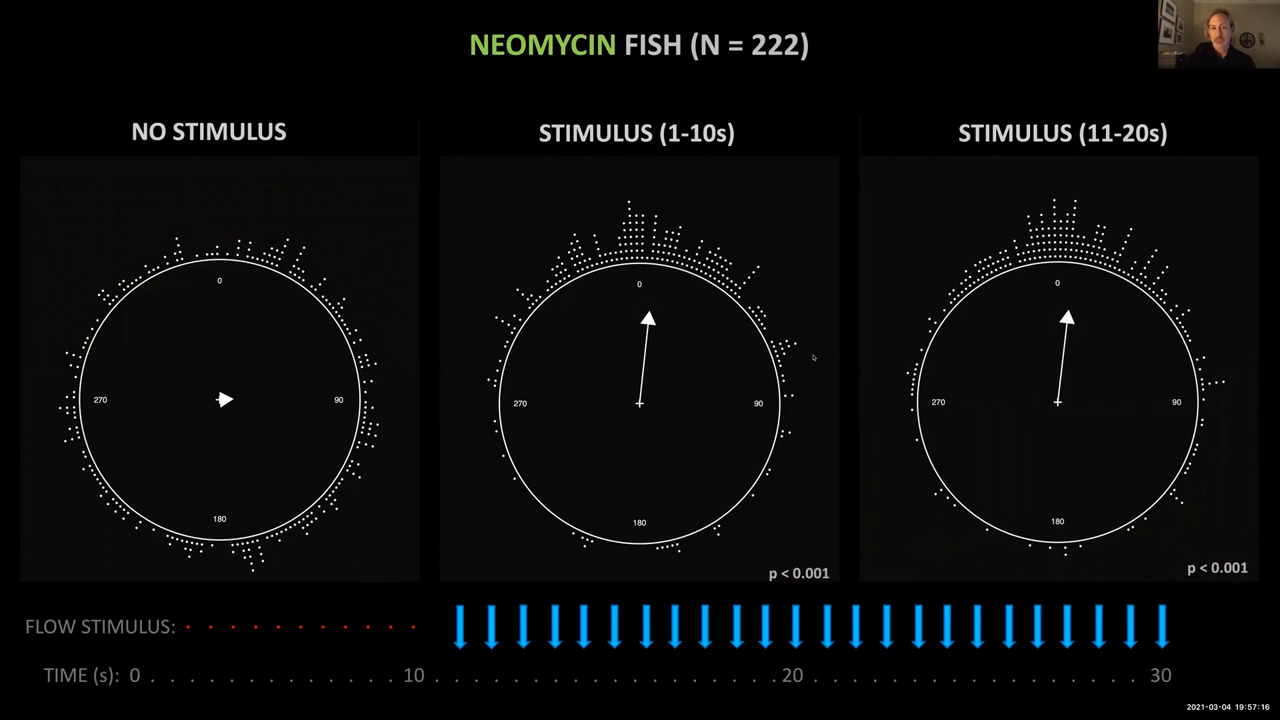 NEOMYCIN FISH (N = 222)
NO STIMULUS
STIMULUS (1-10s)
STIMULUS (11-20s)
0
270
90
180
0
270
90
180
p < 0.001
0
270
90
180
p < 0.001
FLOW STIMULUS:
TIME (s): 0 . . . . . . . . . . . . . . . . 10 . . . . . . . . . . . . . . . . . . . . . 20 . . . . . . . . . . . . . . . . . . . . 30
2021-03-04 19:57:16